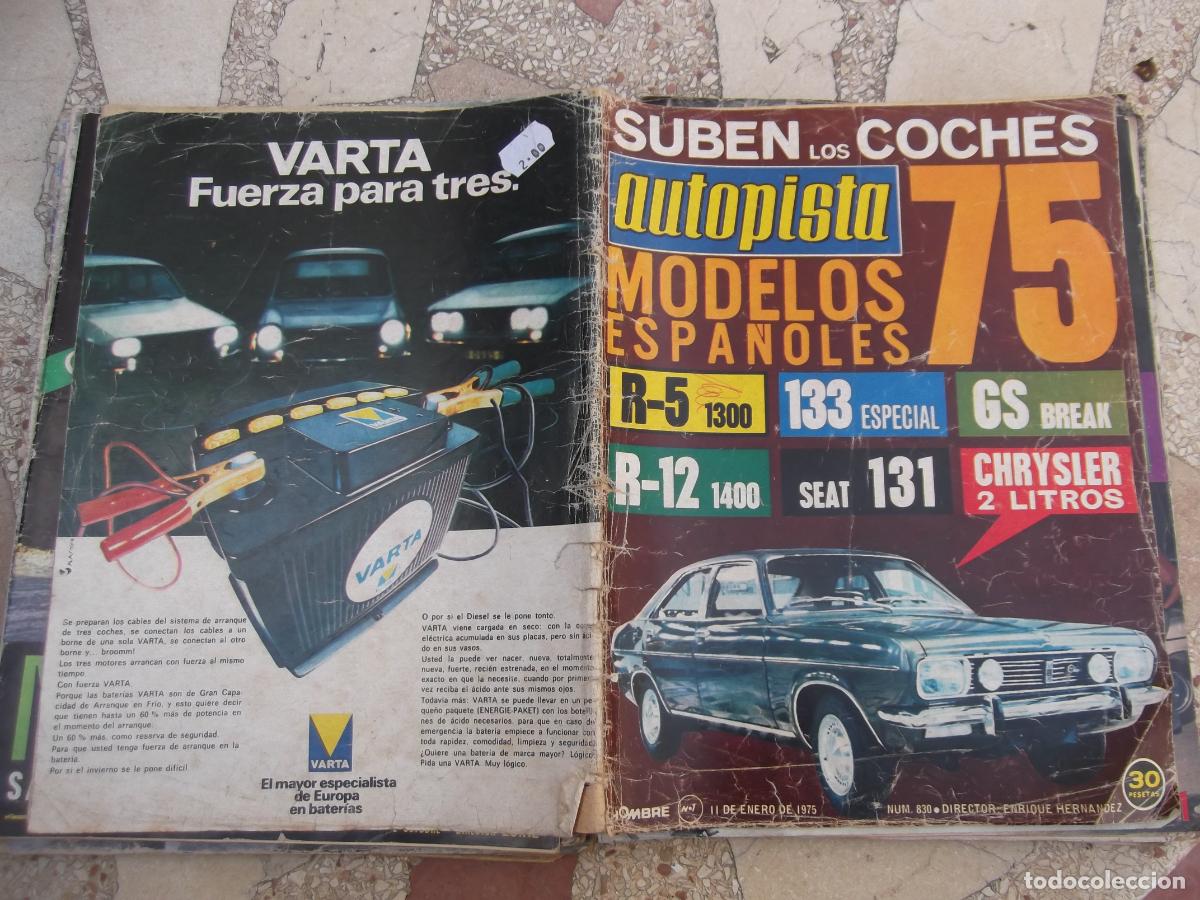 VARTA
Fuerza para tres.
2.00
VARTA
Se preparan los cables del sistema de arranque
de tres coches, se conectan los cables a un
borne de una sola VARTA, se conectan al otro
borne y... broomm!
Los tres motores arrancan con fuerza al mismo
tiempo
Con fuerza VARTA.
Porque las baterías VARTA son de Gran Capa
cidad de Arranque en Frío, y esto quiere decir
que tienen hasta un 60 % más de potencia en
el momento del arranque.
Un 60 % más, como reserva de seguridad.
Para que usted tenga fuerza de arranque en la
batería.
Por si el invierno se le pone difícil
O por si el Diesel se le pone tonto.
VARTA viene cargada en seco: con la
eléctrica acumulada en sus placas, pero sin
do en sus vasos.
Usted la puede ver nacer, nueva, totalmente
nueva, fuerte, recién estrenada, en el momento
exacto en que la necesite, cuando por primera
vez reciba el ácido ante sus mismos ojos.
Todavía más: VARTA se puede llevar en un pe
queño paquete (ENERGIE-PAKET) con los
nes de ácido necesarios, para que en caso de
emergencia la batería empiece a funcionar con
toda rapidez, comodidad, limpieza y seguridad
¿Quiere una batería de marca mayor? Lógico
Pida una VARTA. Muy lógico.
VARTA
El mayor especialista
de Europa
en baterías
SUBEN LOS COCHES
autopista
75
MODELOS
ESPAÑOLES
R-5 1300
133 ESPECIAL
GS BREAK
R-12 1400
SEAT 131
CHRYSLER
2 LITROS
30
PESETAS
HOMBRE Nº1 11 DE ENERO DE 1975 NUM. 830 • DIRECTOR: ENRIQUE HERNANDEZ
todocoleccion